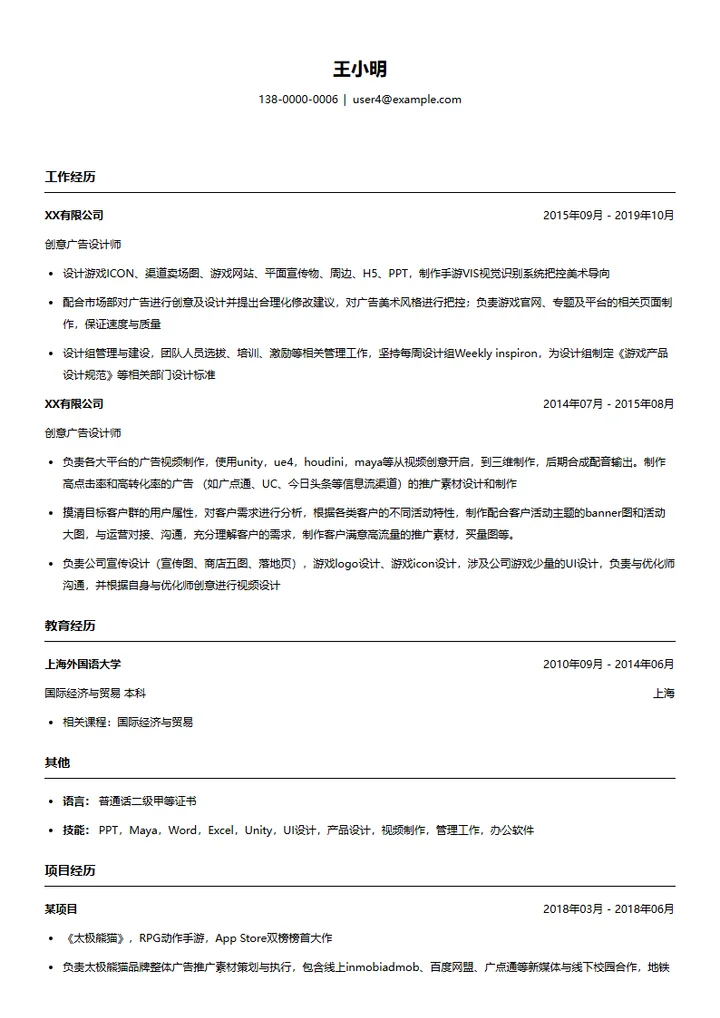 王小明
138-0000-0006 | user4@example.com
工作经历
XX有限公司 2015年09月 - 2019年10月
创意广告设计师
• 设计游戏ICON、渠道卖场图、游戏网站、平面宣传物、周边、H5、PPT，制作手游VIS视觉识别系统把控美术导向
• 配合市场部对广告进行创意及设计并提出合理化修改建议，对广告美术风格进行把控；负责游戏官网、专题及平台的相关页面制
作，保证速度与质量
• 设计组管理与建设，团队人员选拔、培训、激励等相关管理工作，坚持每周设计组Weekly inspiron，为设计组制定《游戏产品
设计规范》等相关部门设计标准
XX有限公司 2014年07月 - 2015年08月
创意广告设计师
• 负责各大平台的广告视频制作，使用unity，ue4，houdini，maya等从视频创意开启，到三维制作，后期合成配音输出。制作
高点击率和高转化率的广告 （如广点通、UC、今日头条等信息流渠道）的推广素材设计和制作
• 摸清目标客户群的用户属性，对客户需求进行分析，根据各类客户的不同活动特性，制作配合客户活动主题的banner图和活动
大图，与运营对接、沟通，充分理解客户的需求，制作客户满意高流量的推广素材，买量图等。
• 负责公司宣传设计（宣传图、商店五图、落地页），游戏logo设计、游戏icon设计，涉及公司游戏少量的UI设计，负责与优化师
沟通，并根据自身与优化师创意进行视频设计
教育经历
上海外国语大学 2010年09月 - 2014年06月
国际经济与贸易 本科 上海
• 相关课程：国际经济与贸易
其他
• 语言： 普通话二级甲等证书
• 技能： PPT，Maya，Word，Excel，Unity，UI设计，产品设计，视频制作，管理工作，办公软件
项目经历
某项目 2018年03月 - 2018年06月
• 《太极熊猫》，RPG动作手游，App Store双榜榜首大作
• 负责太极熊猫品牌整体广告推广素材策划与执行，包含线上inmobiadmob、百度网盟、广点通等新媒体与线下校园合作，地铁